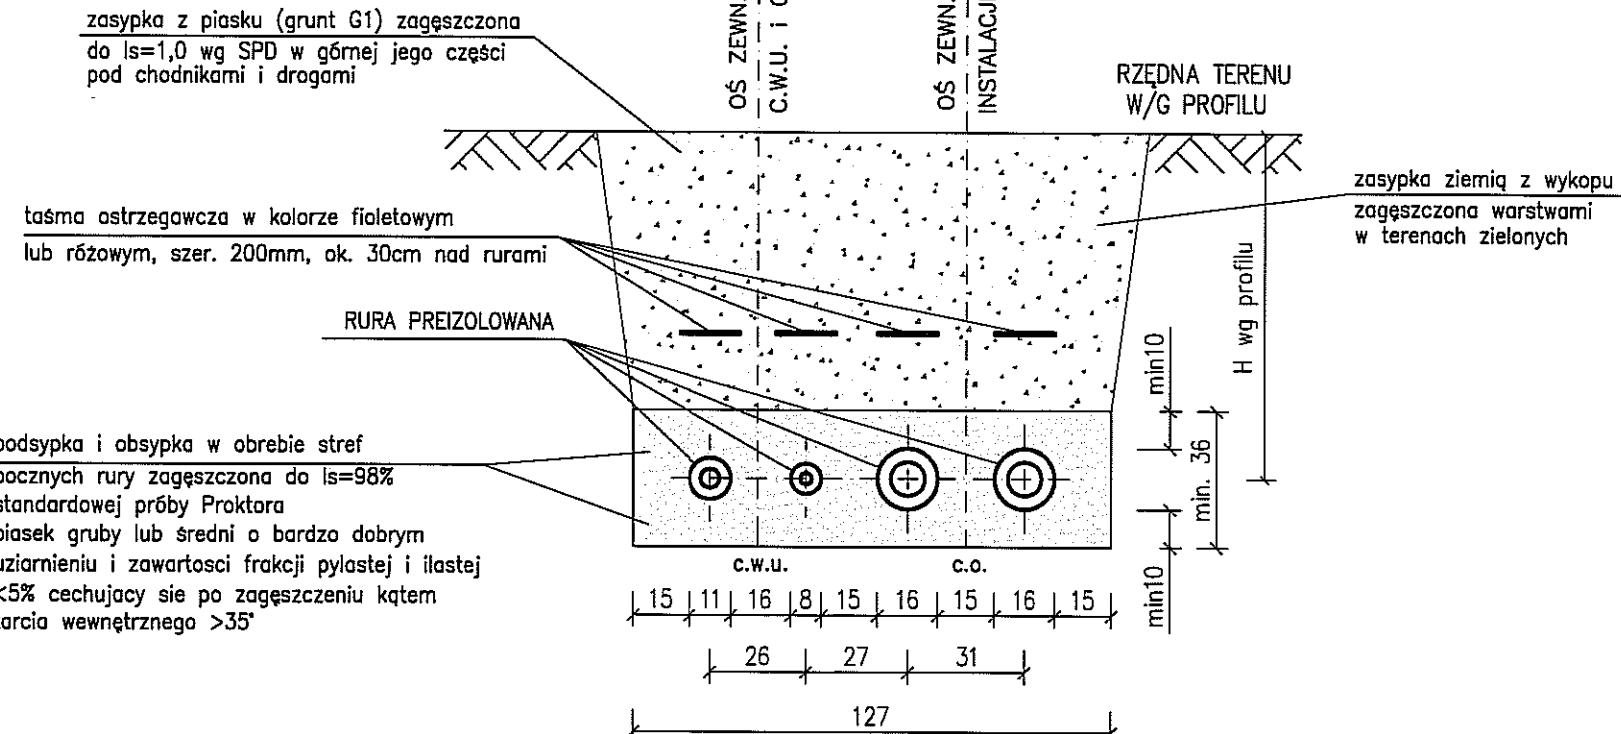 zasypka z piasku (grunt G1) zagęszczona
do Is=1,0 wg SPD w górnej jego części
pod chodnikami i drogami
OŚ ZEWN.
C.W.U. i
OŚ ZEWN.
INSTALACJ
RZĘDNA TERENU
W/G PROFILU
zasypka ziemią z wykopu
zagęszczona warstwami
w terenach zielonych
taśma ostrzegawcza w kolorze fioletowym
lub różowym, szer. 200mm, ok. 30cm nad rurami
RURA PREIZOLOWANA
H wg profilu
min10
min. 36
min10
podsypka i obsypka w obrebie stref
bocznych rury zagęszczona do Is=98%
standardowej próby Proktora
piasek gruby lub średni o bardzo dobrym
uziarnieniu i zawartosci frakcji pylastej i ilastej
<5% cechujacy sie po zagęszczeniu kątem
tarcia wewnętrznego >35°
c.w.u. c.o.
15 11 16 8 15 16 15 16 15
26 27 31
127